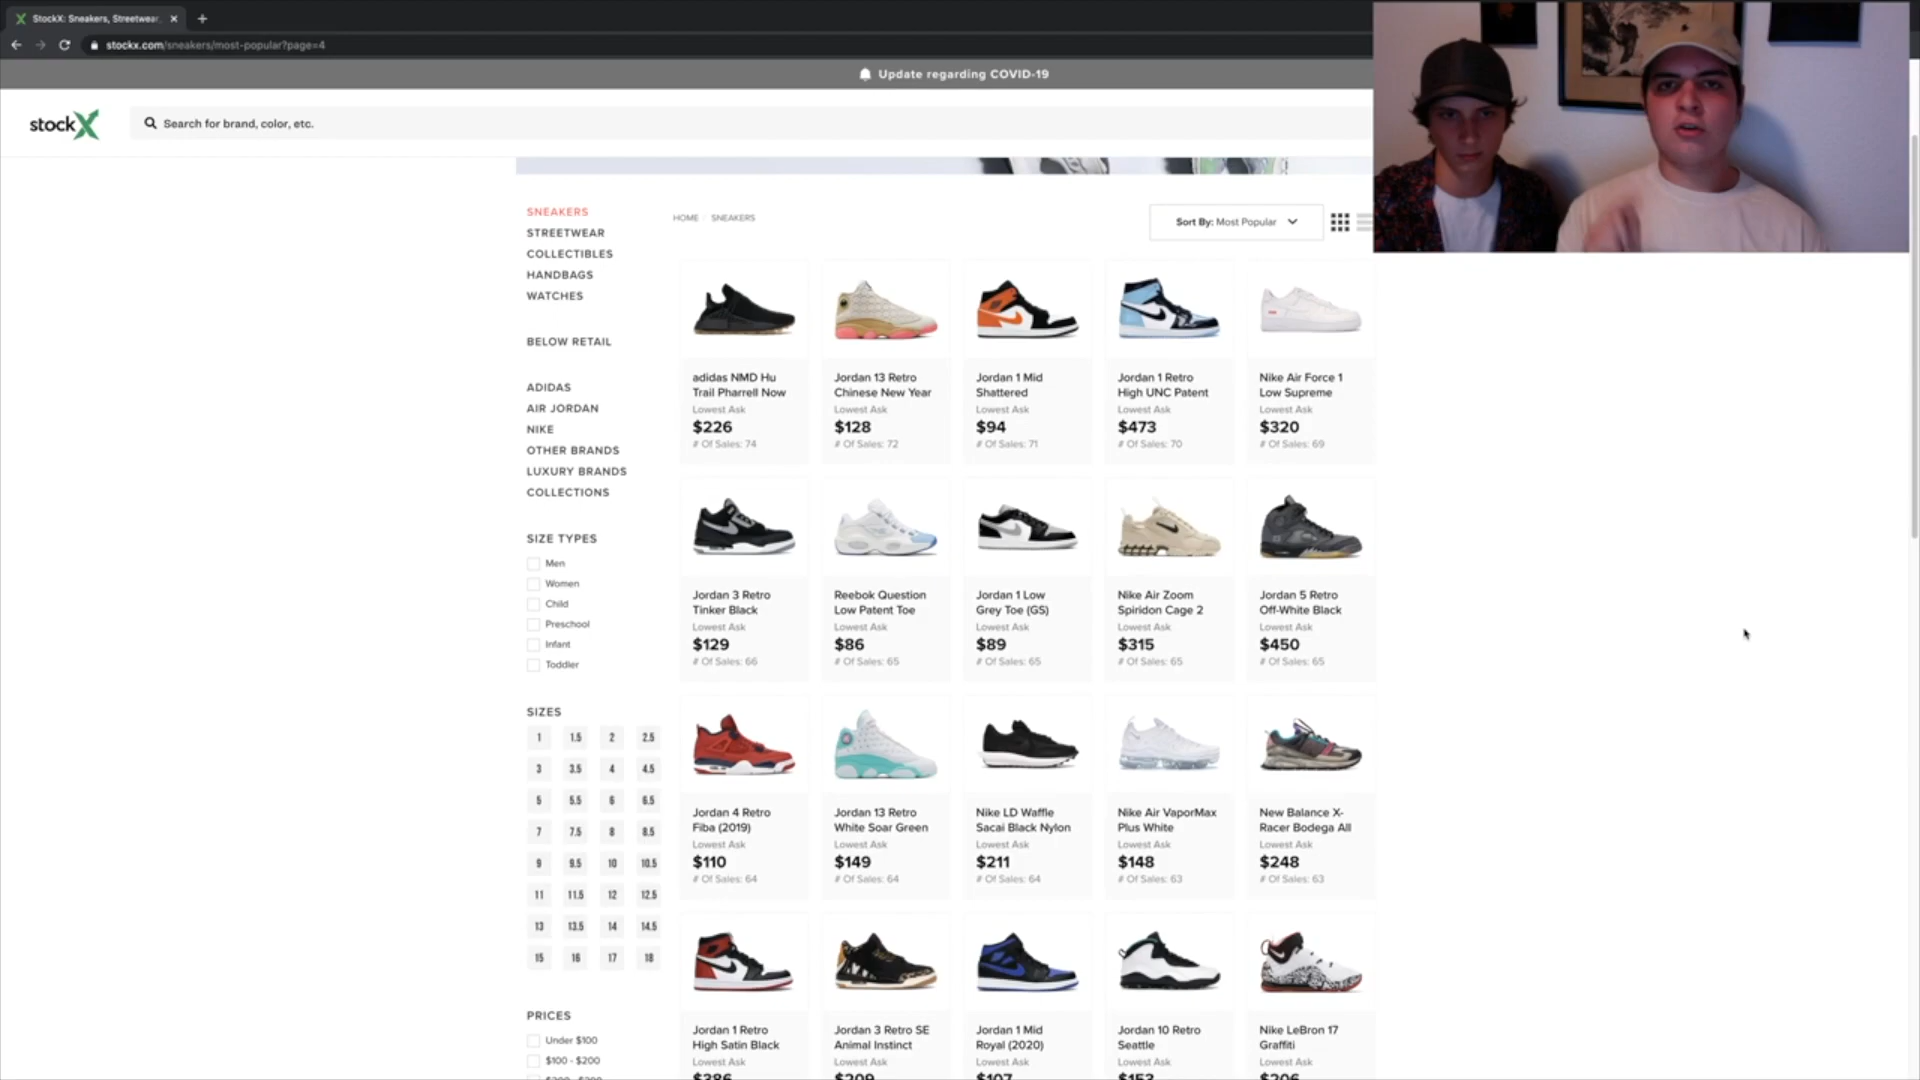 StockX: Sneakers, Streetwear,
stockx.com/sneakers/most-popular?page=4
Update regarding COVID-19
stockX
Search for brand, color, etc.
SNEAKERS
STREETWEAR
COLLECTIBLES
HANDBAGS
WATCHES
BELOW RETAIL
ADIDAS
AIR JORDAN
NIKE
OTHER BRANDS
LUXURY BRANDS
COLLECTIONS
SIZE TYPES
Men
Women
Child
Preschool
Infant
Toddler
SIZES
1 1.5 2 2.5
3 3.5 4 4.5
5 5.5 6 6.5
7 7.5 8 8.5
9 9.5 10 10.5
11 11.5 12 12.5
13 13.5 14 14.5
15 16 17 18
PRICES
Under $100
$100 - $200
HOME / SNEAKERS
Sort By: Most Popular
adidas NMD Hu
Trail Pharrell Now
Lowest Ask
$226
# Of Sales: 74
Jordan 13 Retro
Chinese New Year
Lowest Ask
$128
# Of Sales: 72
Jordan 1 Mid
Shattered
Lowest Ask
$94
# Of Sales: 71
Jordan 1 Retro
High UNC Patent
Lowest Ask
$473
# Of Sales: 70
Nike Air Force 1
Low Supreme
Lowest Ask
$320
# Of Sales: 69
Jordan 3 Retro
Tinker Black
Lowest Ask
$129
# Of Sales: 66
Reebok Question
Low Patent Toe
Lowest Ask
$86
# Of Sales: 65
Jordan 1 Low
Grey Toe (GS)
Lowest Ask
$89
# Of Sales: 65
Nike Air Zoom
Spiridon Cage 2
Lowest Ask
$315
# Of Sales: 65
Jordan 5 Retro
Off-White Black
Lowest Ask
$450
# Of Sales: 65
Jordan 4 Retro
Fiba (2019)
Lowest Ask
$110
# Of Sales: 64
Jordan 13 Retro
White Soar Green
Lowest Ask
$149
# Of Sales: 64
Nike LD Waffle
Sacai Black Nylon
Lowest Ask
$211
# Of Sales: 64
Nike Air VaporMax
Plus White
Lowest Ask
$148
# Of Sales: 63
New Balance X-
Racer Bodega All
Lowest Ask
$248
# Of Sales: 63
Jordan 1 Retro
High Satin Black
Lowest Ask
$386
Jordan 3 Retro SE
Animal Instinct
Lowest Ask
$209
Jordan 1 Mid
Royal (2020)
Lowest Ask
$107
Jordan 10 Retro
Seattle
Lowest Ask
$153
Nike LeBron 17
Graffiti
Lowest Ask
$206